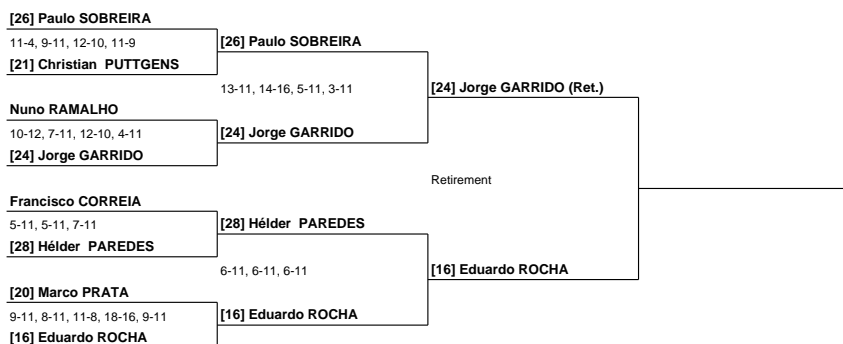 [26] Paulo SOBREIRA
11-4, 9-11, 12-10, 11-9
[26] Paulo SOBREIRA
[21] Christian PUTTGENS
13-11, 14-16, 5-11, 3-11
[24] Jorge GARRIDO (Ret.)
Nuno RAMALHO
10-12, 7-11, 12-10, 4-11
[24] Jorge GARRIDO
[24] Jorge GARRIDO
Retirement
Francisco CORREIA
5-11, 5-11, 7-11
[28] Hélder PAREDES
[28] Hélder PAREDES
6-11, 6-11, 6-11
[16] Eduardo ROCHA
[20] Marco PRATA
9-11, 8-11, 11-8, 18-16, 9-11
[16] Eduardo ROCHA
[16] Eduardo ROCHA